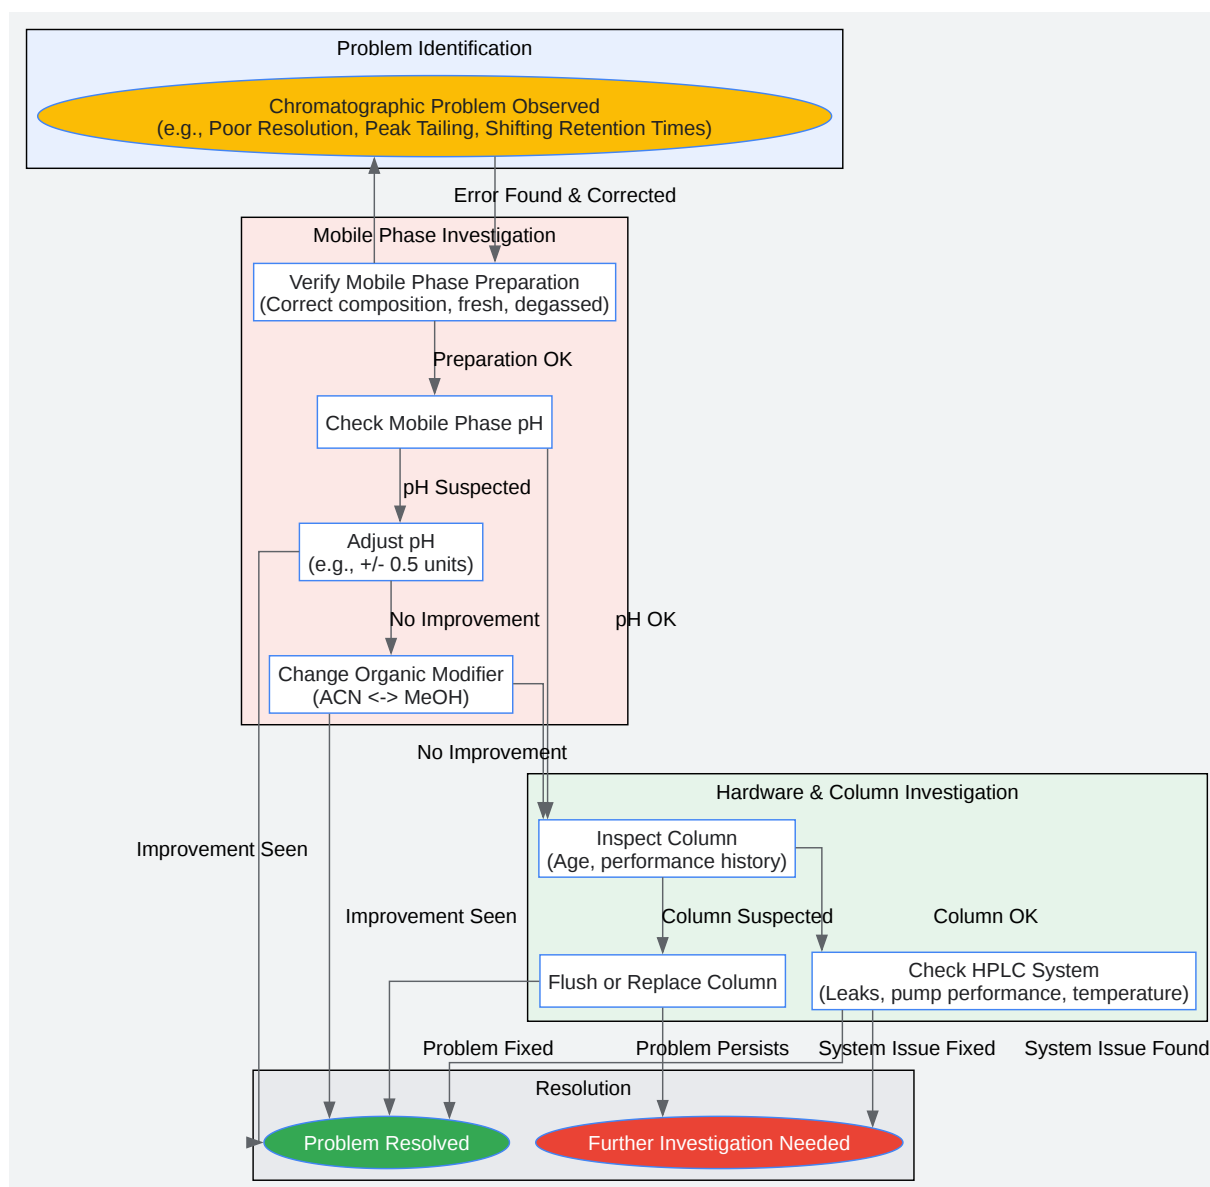 Problem Identification
Chromatographic Problem Observed
(e.g., Poor Resolution, Peak Tailing, Shifting Retention Times)
Error Found & Corrected
Mobile Phase Investigation
Verify Mobile Phase Preparation
(Correct composition, fresh, degassed)
Preparation OK
Check Mobile Phase pH
pH Suspected
Adjust pH
(e.g., +/- 0.5 units)
No Improvement
pH OK
Change Organic Modifier
(ACN <-> MeOH)
No Improvement
Hardware & Column Investigation
Inspect Column
(Age, performance history)
Improvement Seen
Improvement Seen
Column Suspected
Column OK
Flush or Replace Column
Check HPLC System
(Leaks, pump performance, temperature)
Problem Fixed
Problem Persists
System Issue Fixed
System Issue Found
Resolution
Problem Resolved
Further Investigation Needed